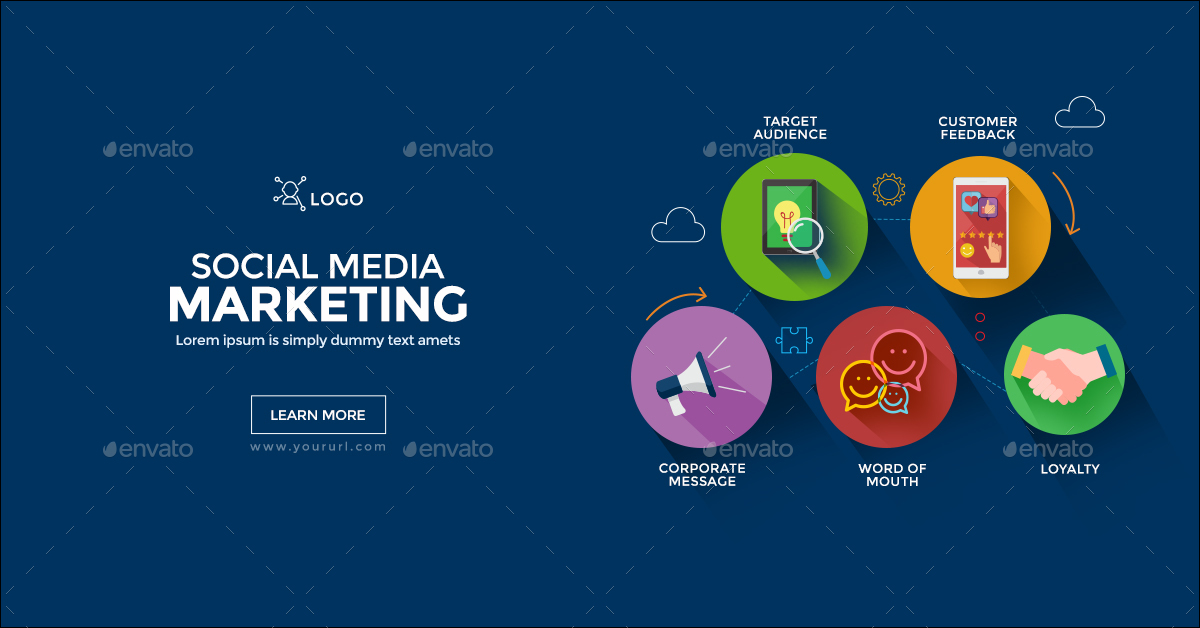 LOGO
SOCIAL MEDIA
MARKETING
Lorem ipsum is simply dummy text amets
LEARN MORE
www.yoururl.com
TARGET
AUDIENCE
CUSTOMER
FEEDBACK
CORPORATE
MESSAGE
WORD OF
MOUTH
LOYALTY
envato
envato
envato
envato
envato
envato
envato
envato